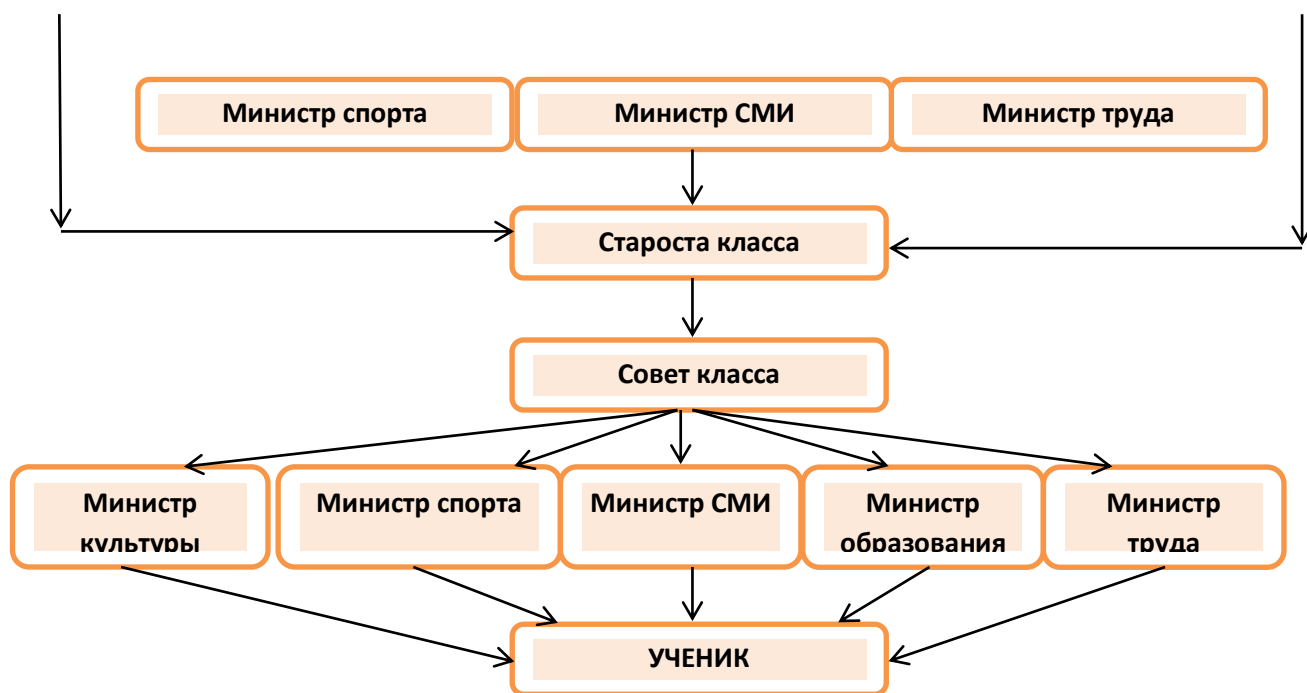 Министр спорта
Министр СМИ
Министр труда
Староста класса
Совет класса
Министр
культуры
Министр спорта
Министр СМИ
Министр
образования
Министр
труда
УЧЕНИК